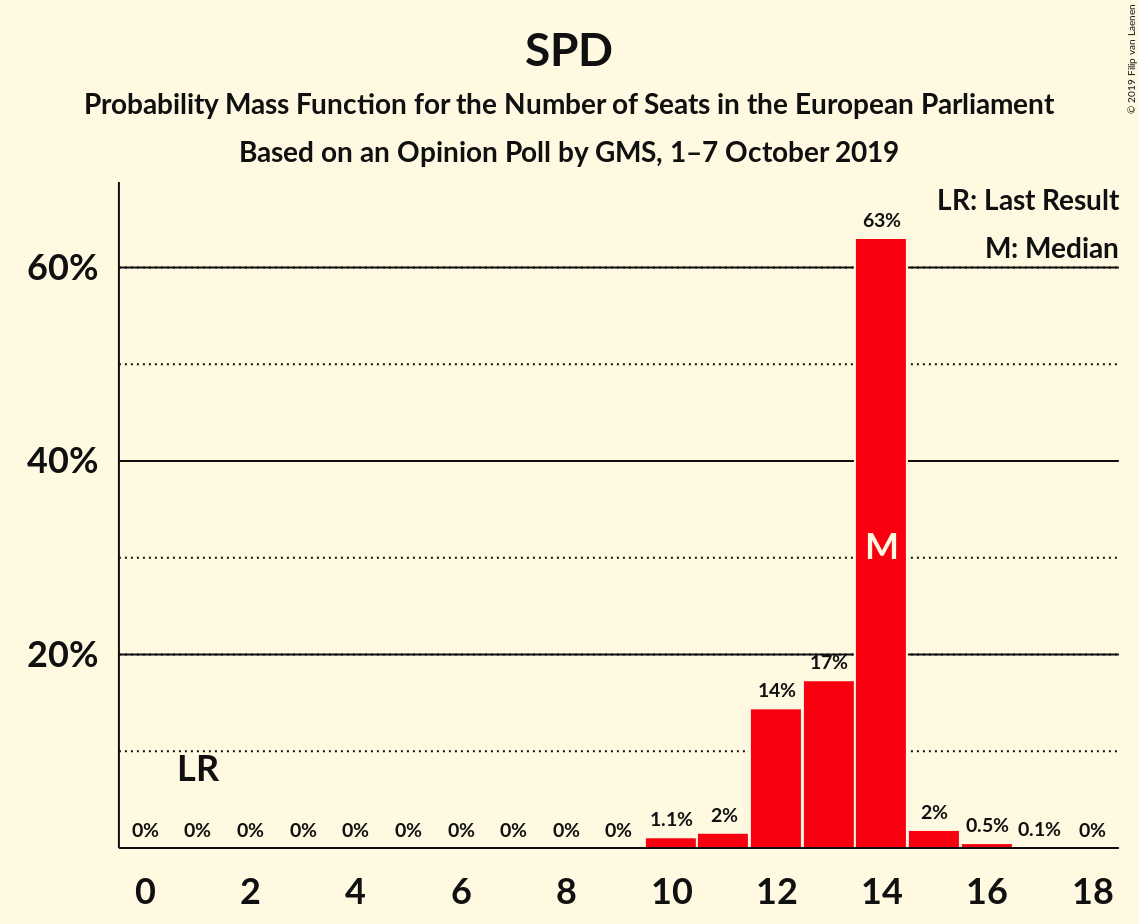 SPD
Probability Mass Function for the Number of Seats in the European Parliament
Based on an Opinion Poll by GMS, 1–7 October 2019
© 2019 Filip van Laenen
LR: Last Result
M: Median
63%
60%
40%
M
20%
17%
14%
LR
0% 0% 0% 0% 0% 0% 0% 0% 0% 0% 1.1% 2% 2% 0.5% 0.1% 0%
0 2 4 6 8 10 12 14 16 18